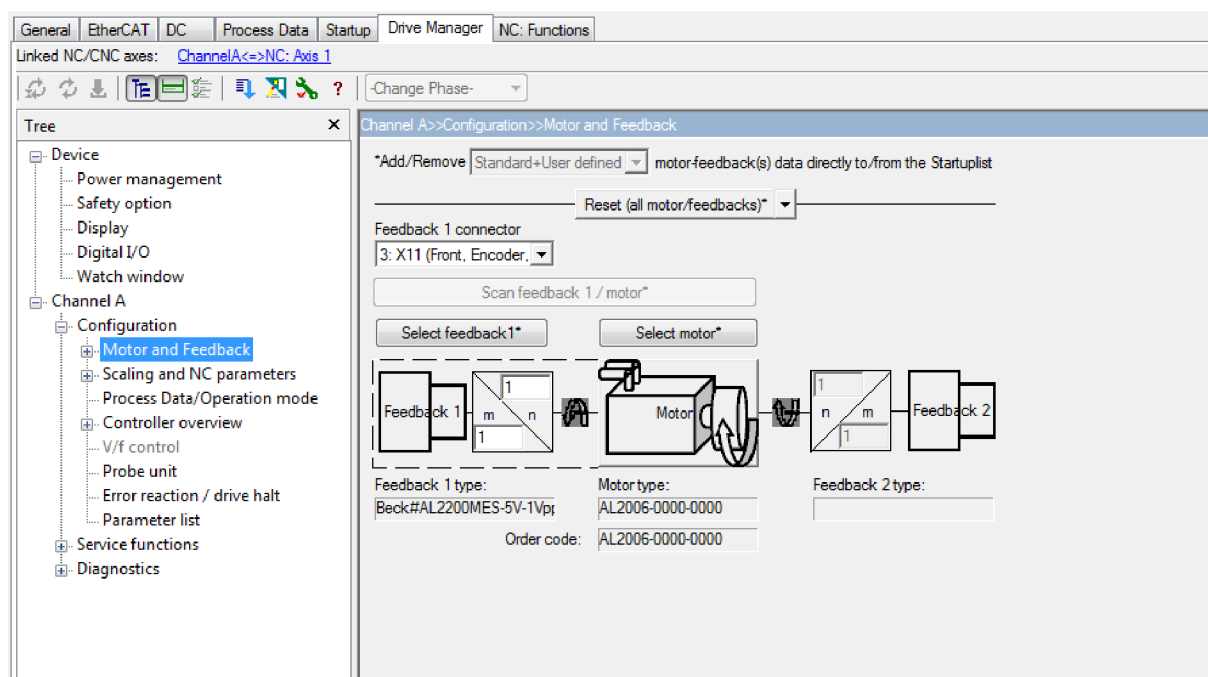 General EtherCAT DC Process Data Startup Drive Manager NC: Functions
Linked NC/CNC axes: ChannelA<=>NC: Axis 1
? -Change Phase-
Tree
Device
Power management
Safety option
Display
Digital I/O
Watch window
Channel A
Configuration
Motor and Feedback
Scaling and NC parameters
Process Data/Operation mode
Controller overview
V/f control
Probe unit
Error reaction / drive halt
Parameter list
Service functions
Diagnostics
Channel A>>Configuration>>Motor and Feedback
*Add/Remove Standard+User defined motor-feedback(s) data directly to/from the Startuplist
Reset (all motor/feedbacks)*
Feedback 1 connector
3: X11 (Front, Encoder,
Scan feedback 1 / motor*
Select feedback1* Select motor*
1 1
Feedback 1 m n Motor n m Feedback 2
1 1
Feedback 1 type: Motor type: Feedback 2 type:
Beck#AL2200MES-5V-1Vpp AL2006-0000-0000
Order code: AL2006-0000-0000